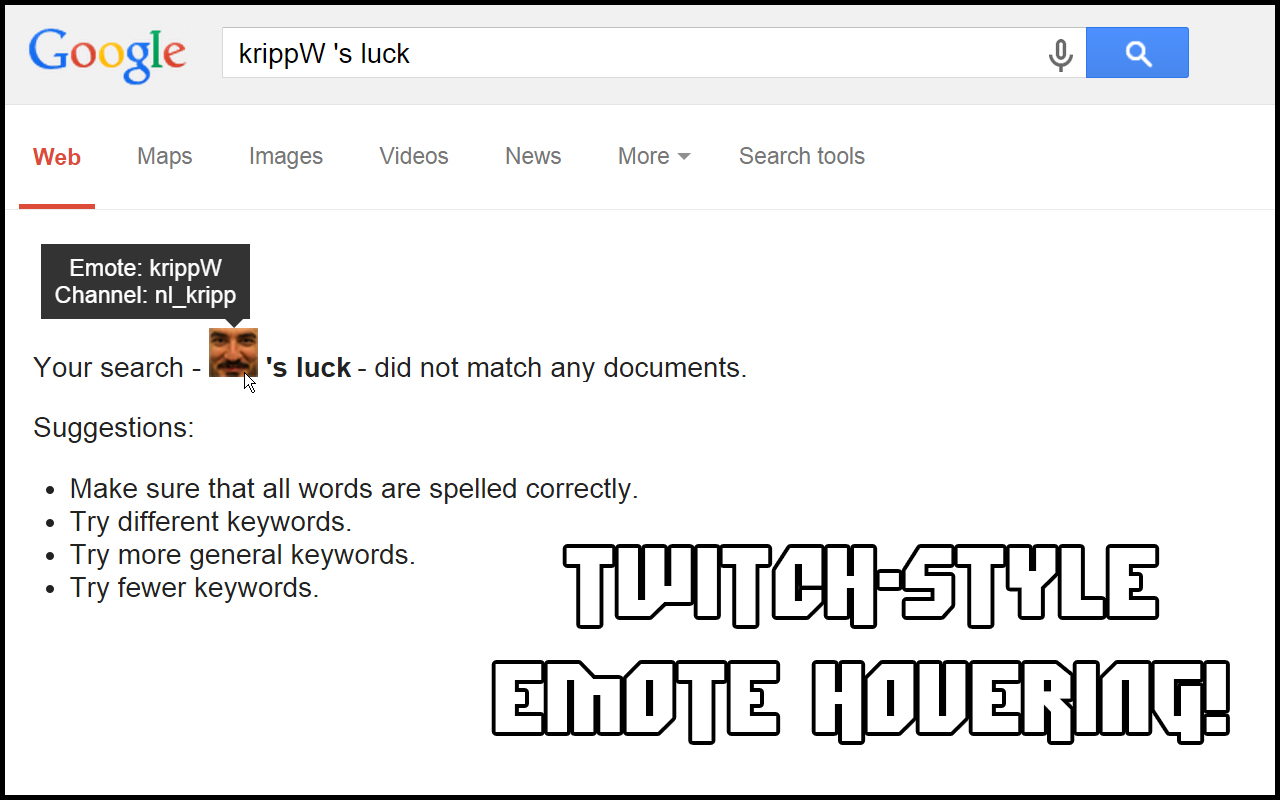 Google
krippW 's luck
Web Maps Images Videos News More Search tools
Emote: krippW
Channel: nl_kripp
Your search - 's luck - did not match any documents.
Suggestions:
Make sure that all words are spelled correctly.
Try different keywords.
Try more general keywords.
Try fewer keywords.
TWITCH-STYLE
EMOTE HOVERING!